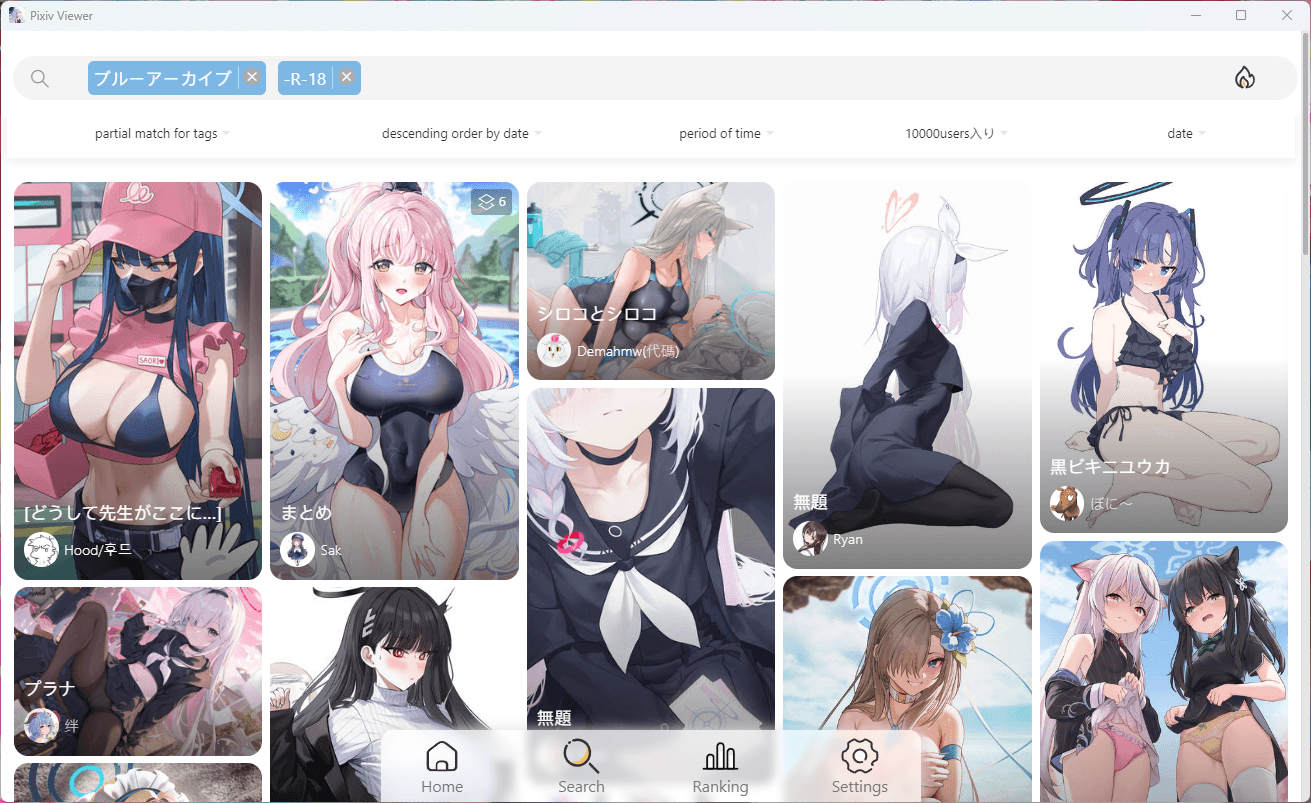 Pixiv Viewer
ブルーアーカイブ
-R-18
partial match for tags
descending order by date
period of time
10000users入り
date
6
SAORI
[どうして先生がここに...]
Hood/후드
まとめ
Sak
シロコとシロコ
Demahmw(代碼)
無題
Ryan
黒ビキニユウカ
ぼに〜
プラナ
絆
無題
Home
Search
Ranking
Settings